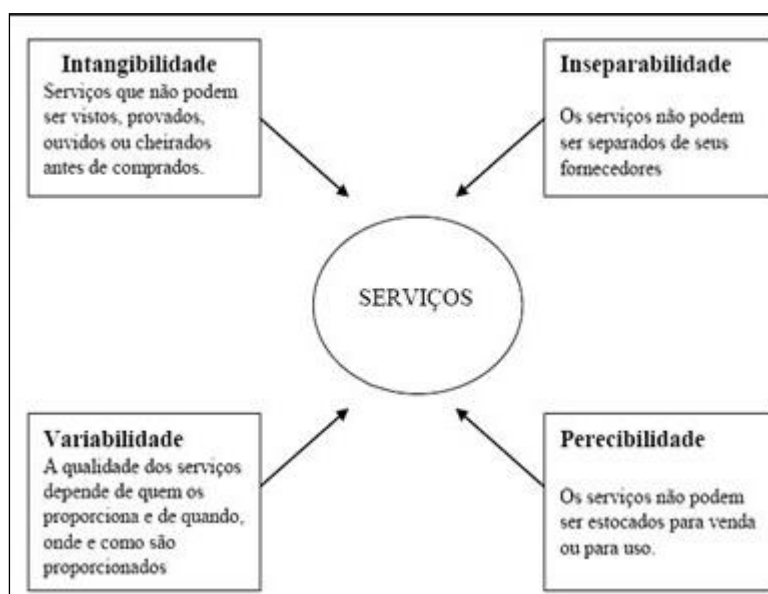 Intangibilidade
Serviços que não podem
ser vistos, provados,
ouvidos ou cheirados
antes de comprados.
Inseparabilidade
Os serviços não podem
ser separados de seus
fornecedores
SERVIÇOS
Variabilidade
A qualidade dos serviços
depende de quem os
proporciona e de quando,
onde e como são
proporcionados
Perecibilidade
Os serviços não podem
ser estocados para venda
ou para uso.